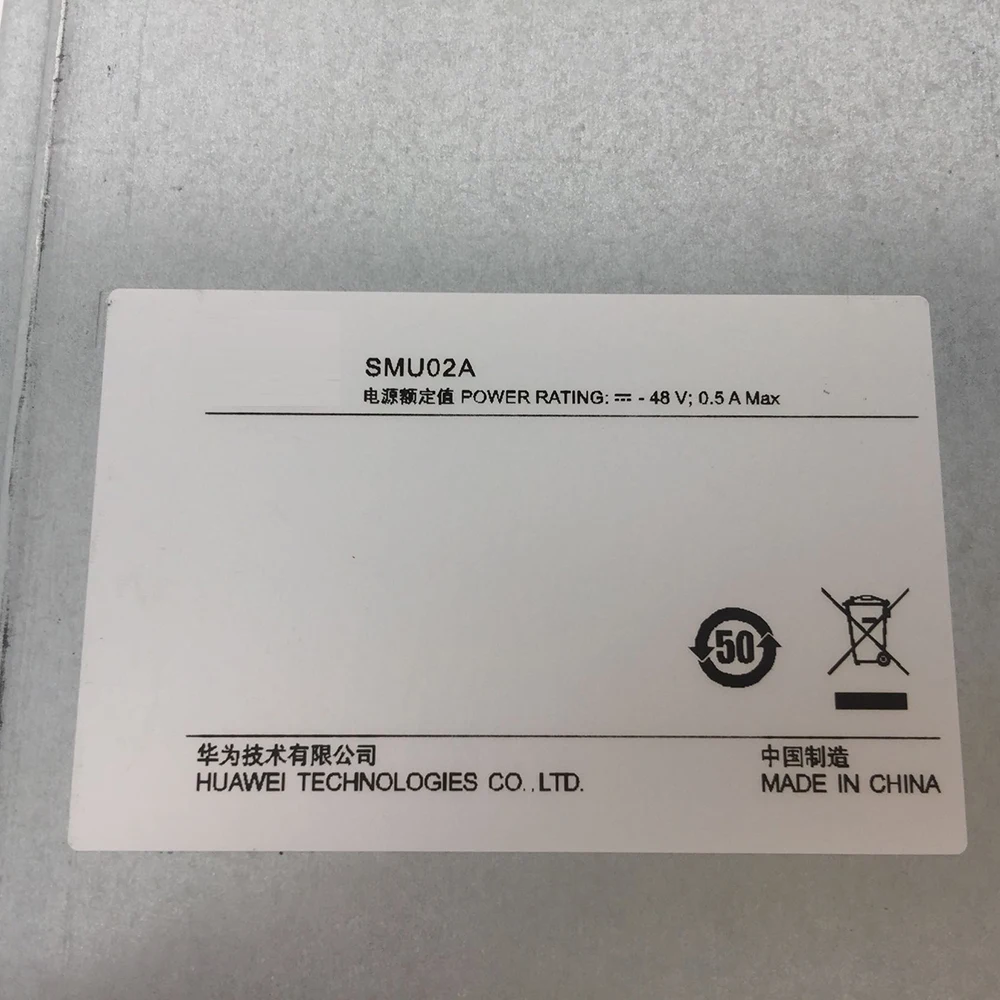 SMU02A
电源额定值 POWER RATING: ⎓ - 48 V; 0.5 A Max
50
华为技术有限公司
HUAWEI TECHNOLOGIES CO.,LTD.
中国制造
MADE IN CHINA